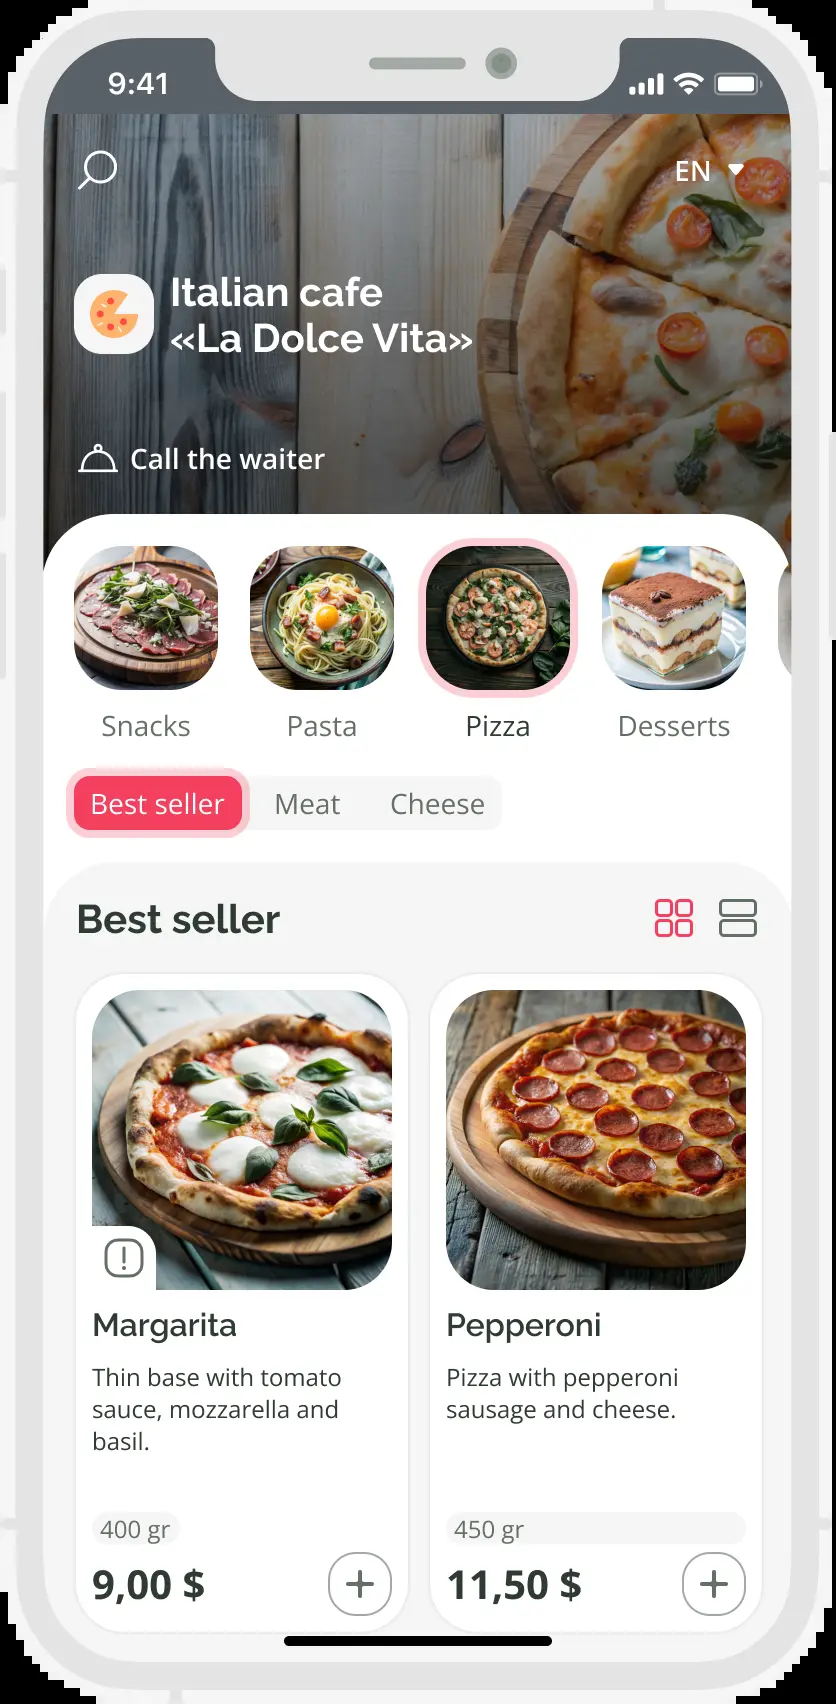 9:41
EN
Italian cafe
«La Dolce Vita»
Call the waiter
Snacks
Pasta
Pizza
Desserts
Best seller
Meat
Cheese
Best seller
Margarita
Thin base with tomato
sauce, mozzarella and
basil.
400 gr
9,00 $
Pepperoni
Pizza with pepperoni
sausage and cheese.
450 gr
11,50 $